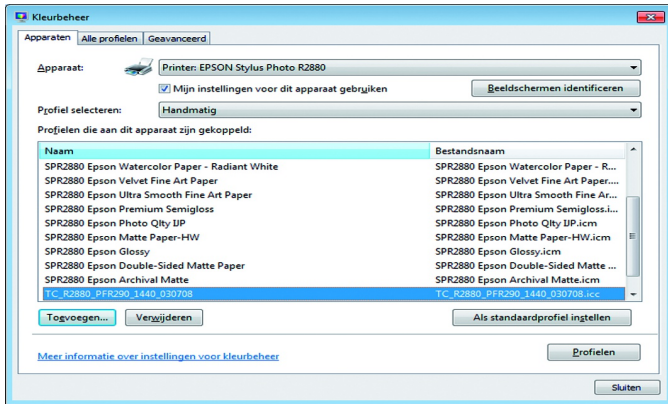 Kleurbeheer
Apparaten Alle profielen Geavanceerd
Apparaat: Printer: EPSON Stylus Photo R2880
Mijn instellingen voor dit apparaat gebruiken Beeldschermen identificeren
Profiel selecteren: Handmatig
Profielen die aan dit apparaat zijn gekoppeld:
Naam Bestandsnaam
SPR2880 Epson Watercolor Paper - Radiant White SPR2880 Epson Watercolor Paper - R...
SPR2880 Epson Velvet Fine Art Paper SPR2880 Epson Velvet Fine Art Paper....
SPR2880 Epson Ultra Smooth Fine Art Paper SPR2880 Epson Ultra Smooth Fine Ar...
SPR2880 Epson Premium Semigloss SPR2880 Epson Premium Semigloss.i...
SPR2880 Epson Photo Qlty IJP SPR2880 Epson Photo Qlty IJP.icm
SPR2880 Epson Matte Paper-HW SPR2880 Epson Matte Paper-HW.icm
SPR2880 Epson Glossy SPR2880 Epson Glossy.icm
SPR2880 Epson Double-Sided Matte Paper SPR2880 Epson Double-Sided Matte ...
SPR2880 Epson Archival Matte SPR2880 Epson Archival Matte.icm
TC_R2880_PFR290_1440_030708 TC_R2880_PFR290_1440_030708.icc
Toevoegen... Verwijderen Als standaardprofiel instellen
Meer informatie over instellingen voor kleurbeheer Profielen
Sluiten